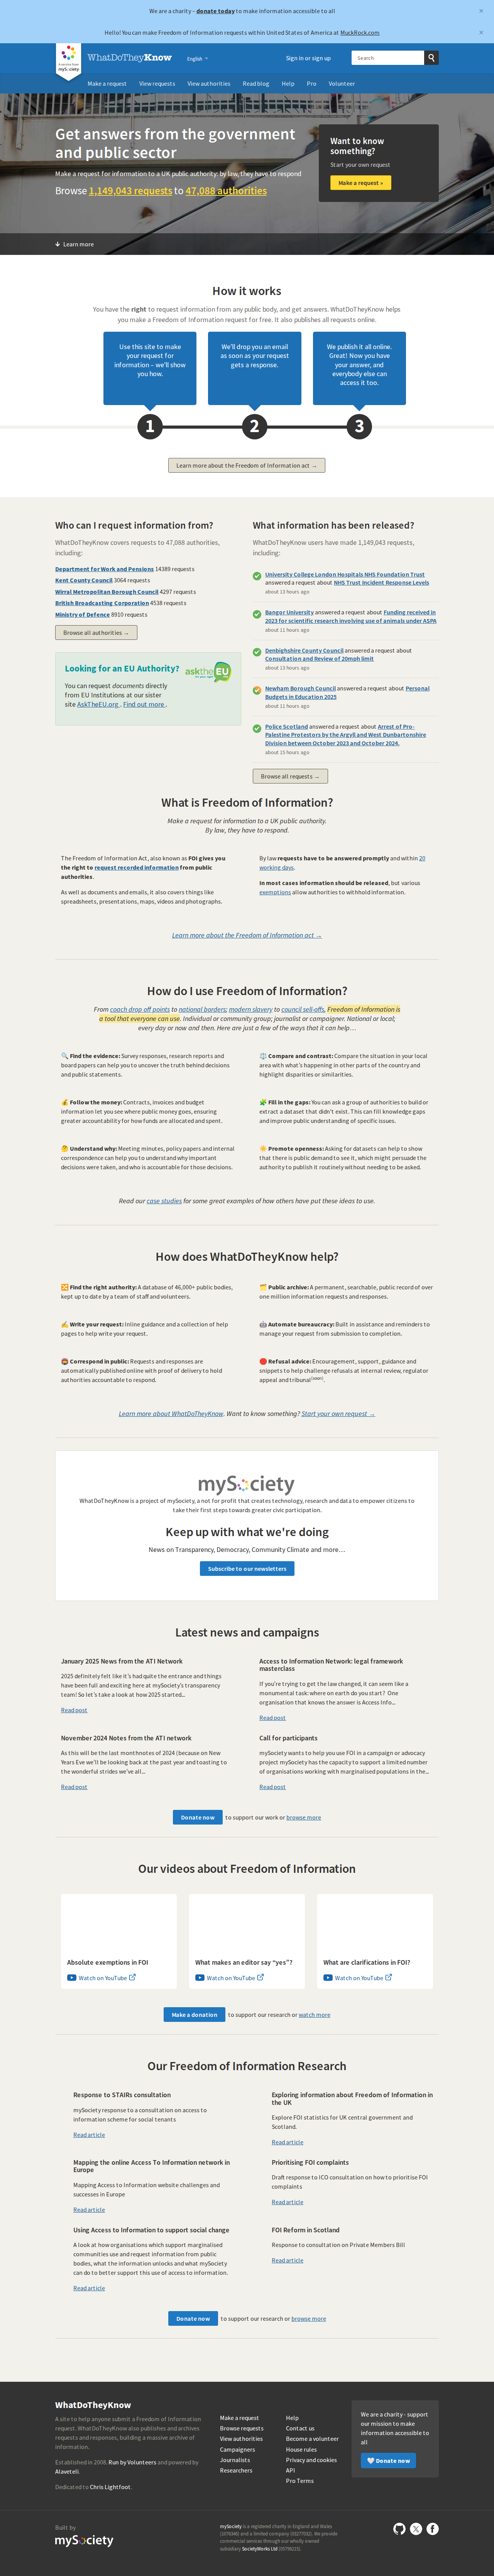 We are a charity – donate today to make information accessible to all
×
Hello! You can make Freedom of Information requests within United States of America at MuckRock.com
×
A service from
mySociety
WhatDoTheyKnow
English
Sign in or sign up
Search
Make a request
View requests
View authorities
Read blog
Help
Pro
Volunteer
Get answers from the government
and public sector
Make a request for information to a UK public authority: by law, they have to respond
Browse 1,149,043 requests to 47,088 authorities
Want to know
something?
Start your own request
Make a request »
Learn more
How it works
You have the right to request information from any public body, and get answers. WhatDoTheyKnow helps
you make a Freedom of Information request for free. It also publishes all requests online.
Use this site to make
your request for
information – we'll show
you how.
We'll drop you an email
as soon as your request
gets a response.
We publish it all online.
Great! Now you have
your answer, and
everybody else can
access it too.
1
2
3
Learn more about the Freedom of Information act →
Who can I request information from?
WhatDoTheyKnow covers requests to 47,088 authorities,
including:
Department for Work and Pensions 14389 requests
Kent County Council 3064 requests
Wirral Metropolitan Borough Council 4297 requests
British Broadcasting Corporation 4538 requests
Ministry of Defence 8910 requests
Browse all authorities →
Looking for an EU Authority?
You can request documents directly
from EU Institutions at our sister
site AskTheEU.org . Find out more .
asktheEU
What information has been released?
WhatDoTheyKnow users have made 1,149,043 requests,
including:
University College London Hospitals NHS Foundation Trust
answered a request about NHS Trust Incident Response Levels
about 13 hours ago
Bangor University answered a request about Funding received in
2023 for scientific research involving use of animals under ASPA
about 11 hours ago
Denbighshire County Council answered a request about
Consultation and Review of 20mph limit
about 13 hours ago
Newham Borough Council answered a request about Personal
Budgets in Education 2025
about 11 hours ago
Police Scotland answered a request about Arrest of Pro-
Palestine Protestors by the Argyll and West Dunbartonshire
Division between October 2023 and October 2024.
about 15 hours ago
Browse all requests →
What is Freedom of Information?
Make a request for information to a UK public authority.
By law, they have to respond.
The Freedom of Information Act, also known as FOI gives you
the right to request recorded information from public
authorities.
As well as documents and emails, it also covers things like
spreadsheets, presentations, maps, videos and photographs.
By law requests have to be answered promptly and within 20
working days.
In most cases information should be released, but various
exemptions allow authorities to withhold information.
Learn more about the Freedom of Information act →
How do I use Freedom of Information?
From coach drop off points to national borders; modern slavery to council sell-offs, Freedom of Information is
a tool that everyone can use. Individual or community group; journalist or campaigner. National or local;
every day or now and then. Here are just a few of the ways that it can help…
🔍 Find the evidence: Survey responses, research reports and
board papers can help you to uncover the truth behind decisions
and public statements.
⚖️ Compare and contrast: Compare the situation in your local
area with what's happening in other parts of the country and
highlight disparities or similarities.
💰 Follow the money: Contracts, invoices and budget
information let you see where public money goes, ensuring
greater accountability for how funds are allocated and spent.
🧩 Fill in the gaps: You can ask a group of authorities to build or
extract a dataset that didn't exist. This can fill knowledge gaps
and improve public understanding of specific issues.
🤔 Understand why: Meeting minutes, policy papers and internal
correspondence can help you to understand why important
decisions were taken, and who is accountable for those decisions.
☀️ Promote openness: Asking for datasets can help to show
that there is public demand to see it, which might persuade the
authority to publish it routinely without needing to be asked.
Read our case studies for some great examples of how others have put these ideas to use.
How does WhatDoTheyKnow help?
🔀 Find the right authority: A database of 46,000+ public bodies,
kept up to date by a team of staff and volunteers.
🗂️ Public archive: A permanent, searchable, public record of over
one million information requests and responses.
✍️ Write your request: Inline guidance and a collection of help
pages to help write your request.
🤖 Automate bureaucracy: Built in assistance and reminders to
manage your request from submission to completion.
📮 Correspond in public: Requests and responses are
automatically published online with proof of delivery to hold
authorities accountable to respond.
🛑 Refusal advice: Encouragement, support, guidance and
snippets to help challenge refusals at internal review, regulator
appeal and tribunal[soon].
Learn more about WhatDoTheyKnow. Want to know something? Start your own request →
mySociety
WhatDoTheyKnow is a project of mySociety, a not for profit that creates technology, research and data to empower citizens to
take their first steps towards greater civic participation.
Keep up with what we're doing
News on Transparency, Democracy, Community Climate and more…
Subscribe to our newsletters
Latest news and campaigns
January 2025 News from the ATI Network
2025 definitely felt like it's had quite the entrance and things
have been full and exciting here at mySociety's transparency
team! So let's take a look at how 2025 started...
Read post
Access to Information Network: legal framework
masterclass
If you're trying to get the law changed, it can seem like a
monumental task: where on earth do you start? One
organisation that knows the answer is Access Info...
Read post
November 2024 Notes from the ATI network
As this will be the last monthnotes of 2024 (because on New
Years Eve we'll be looking back at the past year and toasting to
the wonderful strides we've all...
Read post
Call for participants
mySociety wants to help you use FOI in a campaign or advocacy
project mySociety has the capacity to support a limited number
of organisations working with marginalised populations in the...
Read post
Donate now to support our work or browse more
Our videos about Freedom of Information
Absolute exemptions in FOI
Watch on YouTube
What makes an editor say “yes”?
Watch on YouTube
What are clarifications in FOI?
Watch on YouTube
Make a donation to support our research or watch more
Our Freedom of Information Research
Response to STAIRs consultation
mySociety response to a consultation on access to
information scheme for social tenants
Read article
Exploring information about Freedom of Information in
the UK
Explore FOI statistics for UK central government and
Scotland.
Read article
Mapping the online Access To Information network in
Europe
Mapping Access to Information website challenges and
successes in Europe
Read article
Prioritising FOI complaints
Draft response to ICO consultation on how to prioritise FOI
complaints
Read article
Using Access to Information to support social change
A look at how organisations which support marginalised
communities use and request information from public
bodies, what the information unlocks and what mySociety
can do to better support this use of access to information.
Read article
FOI Reform in Scotland
Response to consultation on Private Members Bill
Read article
Donate now to support our research or browse more
WhatDoTheyKnow
A site to help anyone submit a Freedom of Information
request. WhatDoTheyKnow also publishes and archives
requests and responses, building a massive archive of
information.
Established in 2008. Run by Volunteers and powered by
Alaveteli.
Dedicated to Chris Lightfoot.
Make a request
Browse requests
View authorities
Campaigners
Journalists
Researchers
Help
Contact us
Become a volunteer
House rules
Privacy and cookies
API
Pro Terms
We are a charity - support
our mission to make
information accessible to
all
🤍 Donate now
Built by
mySociety
mySociety is a registered charity in England and Wales
(1076346) and a limited company (03277032). We provide
commercial services through our wholly owned
subsidiary SocietyWorks Ltd (05798215).